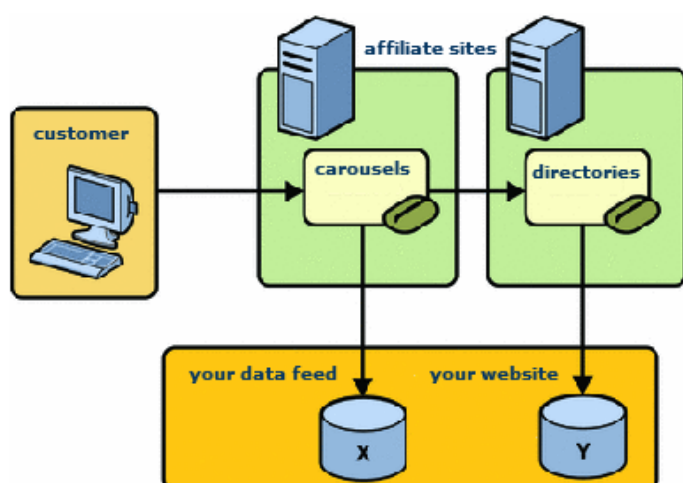 affiliate sites
customer
carousels
directories
your data feed
your website
X
Y